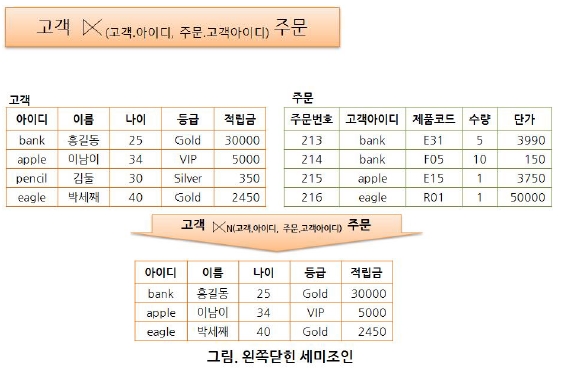 고객 ⋉(고객.아이디, 주문.고객아이디) 주문
고객
아이디 이름 나이 등급 적립금
bank 홍길동 25 Gold 30000
apple 이남이 34 VIP 5000
pencil 김둘 30 Silver 350
eagle 박세째 40 Gold 2450
주문
주문번호 고객아이디 제품코드 수량 단가
213 bank E31 5 3990
214 bank F05 10 150
215 apple E15 1 3750
216 eagle R01 1 50000
고객 ⋉N(고객,아이디, 주문,고객아이디) 주문
아이디 이름 나이 등급 적립금
bank 홍길동 25 Gold 30000
apple 이남이 34 VIP 5000
eagle 박세째 40 Gold 2450
그림. 왼쪽닫힌 세미조인